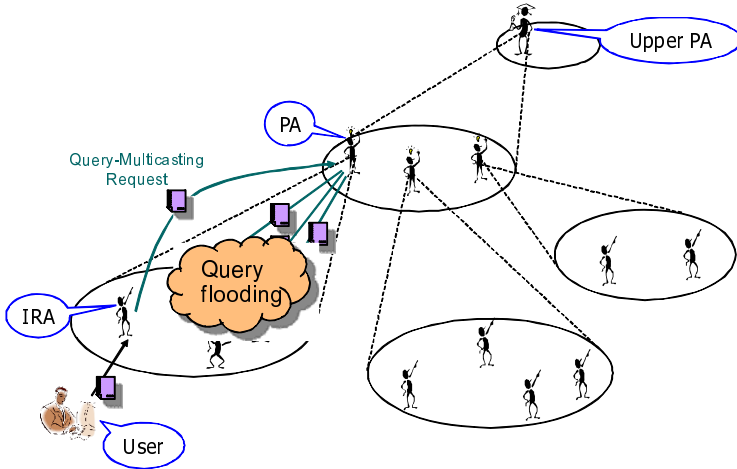 Upper PA
PA
Query-Multicasting
Request
Query
flooding
IRA
User